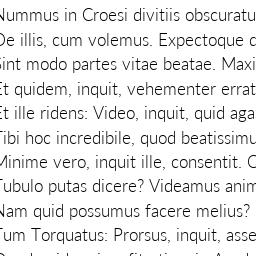 Nummus in Croesi divitiis obscuratu
De illis, cum volemus. Expectoque
Sint modo partes vitae beatae. Maxi
Et quidem, inquit, vehementer errat
Et ille ridens: Video, inquit, quid aga
Tibi hoc incredibile, quod beatissimu
Minime vero, inquit ille, consentit.
Tubulo putas dicere? Videamus anim
Nam quid possumus facere melius?
Tum Torquatus: Prorsus, inquit, asse